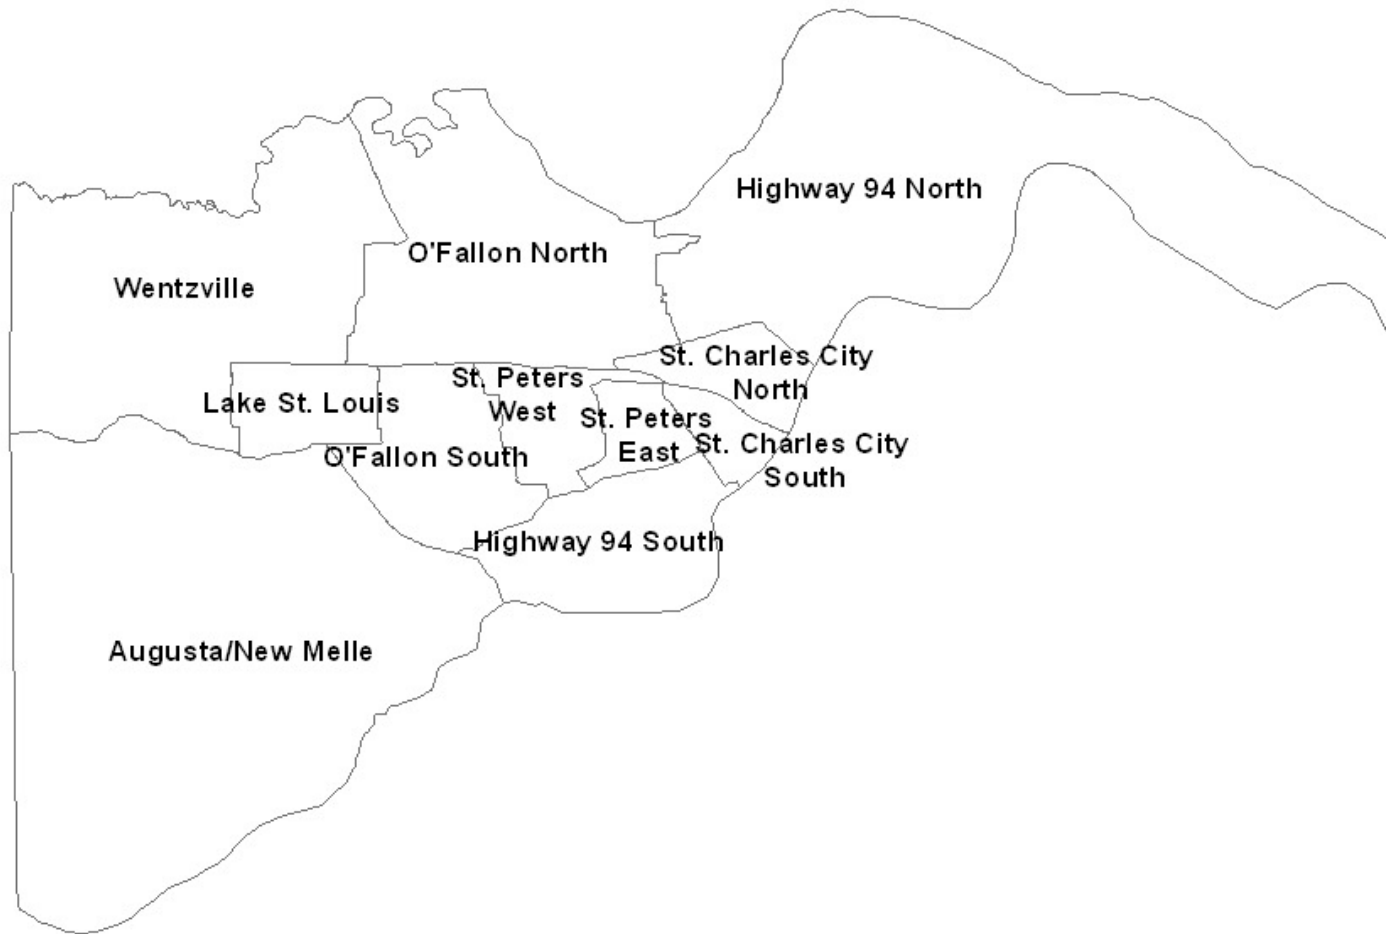 Highway 94 North
O'Fallon North
Wentzville
St. Charles City
North
St. Peters
West
Lake St. Louis
St. Peters
East
St. Charles City
South
O'Fallon South
Highway 94 South
Augusta/New Melle